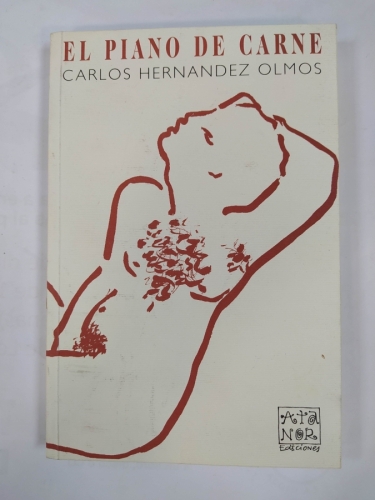 EL PIANO DE CARNE
CARLOS HERNANDEZ OLMOS
Ata
NOR
Ediciones